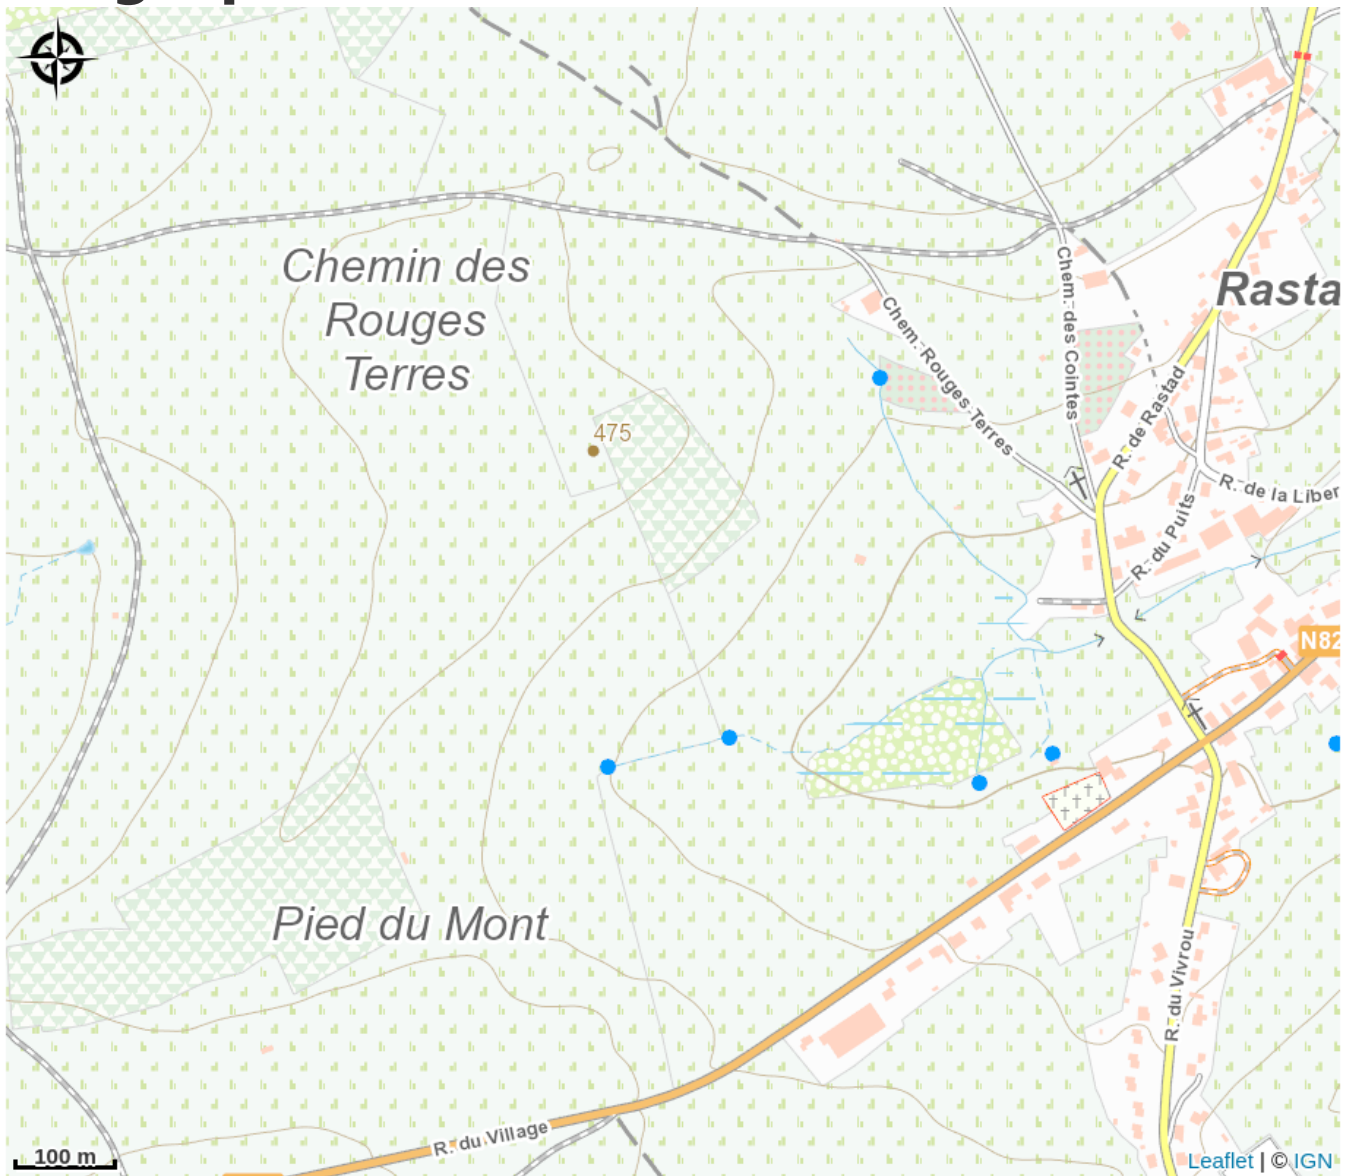 Chemin des
Rouges
Terres
Rasta
Chem. Rouges Terres
Chem. des Cointes
R. de Rastad
475
R. de la Liber
R. du Puits
N82
Pied du Mont
R. du Vivrou
R. du Village
100 m
Leaflet | © IGN